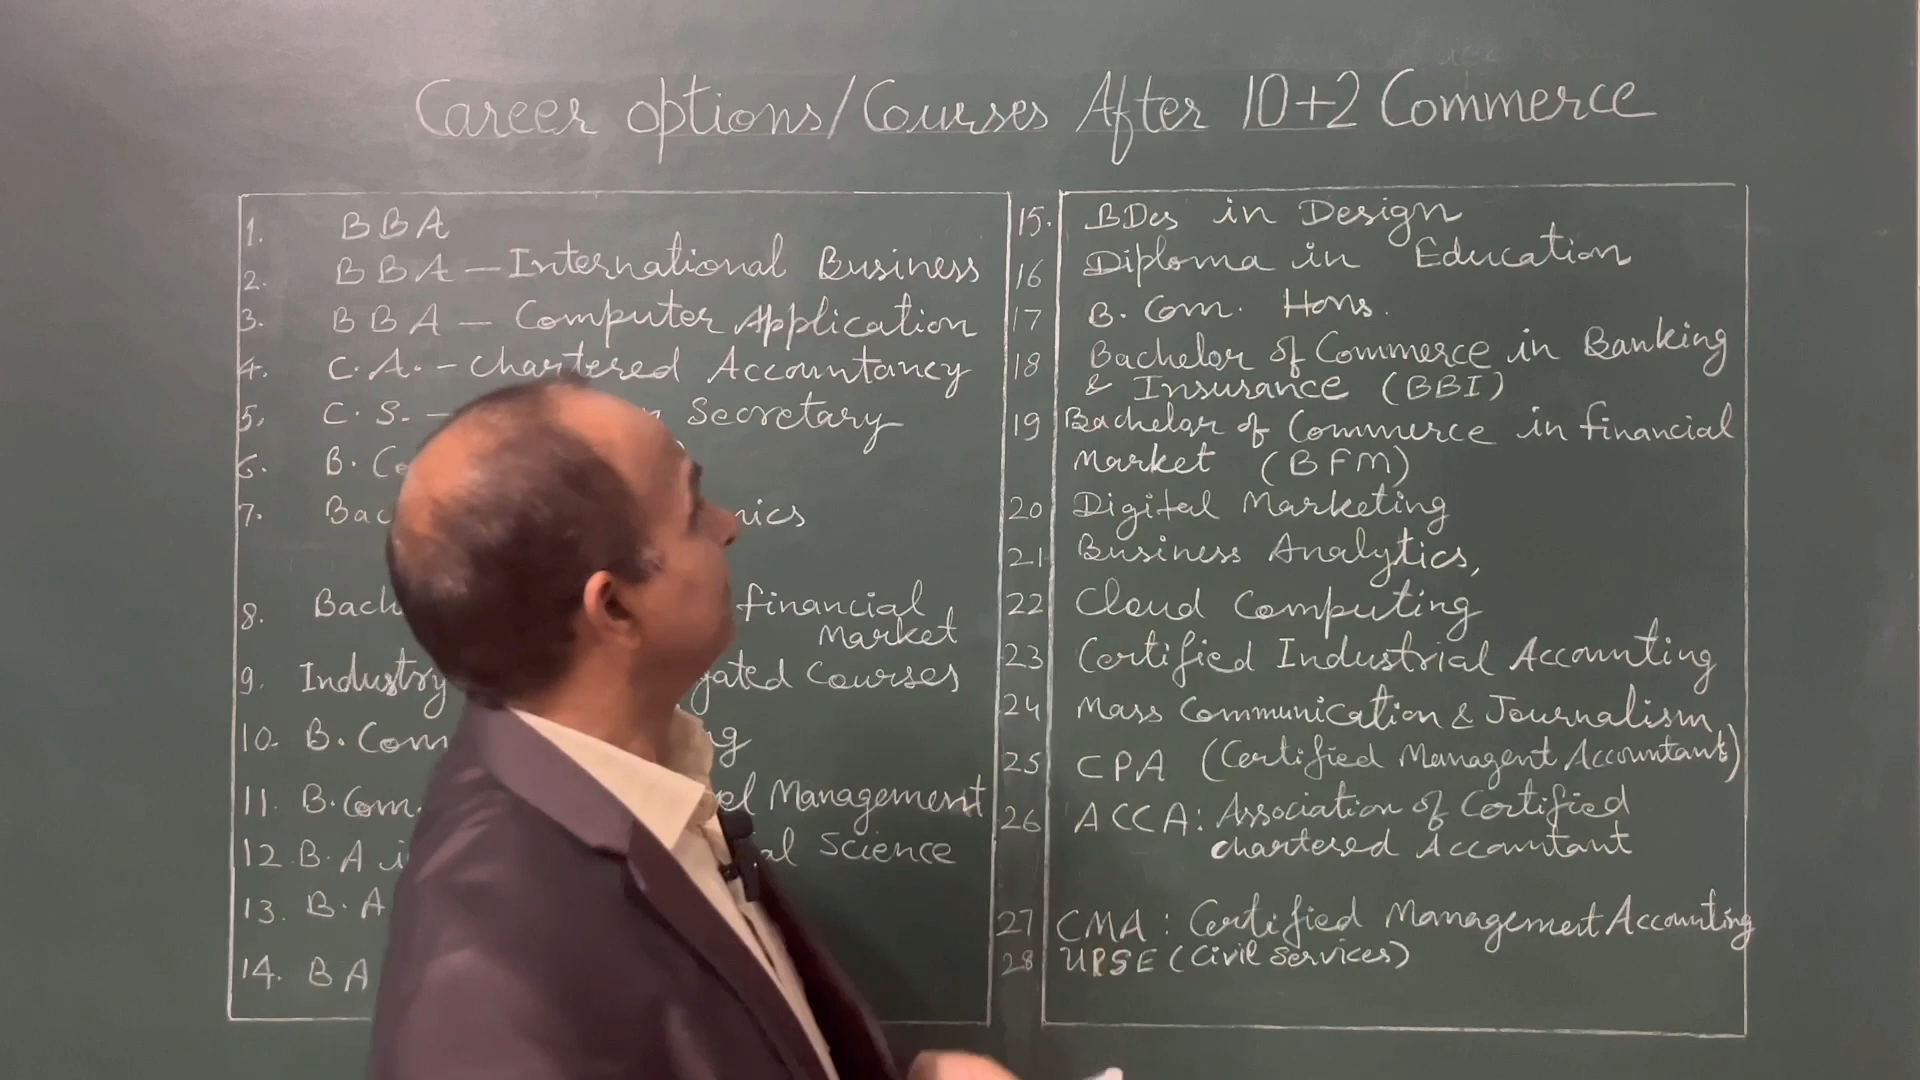 Career options/Courses After 10+2 Commerce
1. BBA
2. BBA - International Business
3. BBA - Computer Application
4. C.A. - Chartered Accountancy
5. C.S. - Secretary
6. B.
7.
8. financial
market
9. Industry Courses
10. B.Com
11. B.Com. Management
12. B.A Science
13. B.A
14. BA
15. BDes in Design
16 Diploma in Education
17 B. Com. Hons.
18 Bachelor of Commerce in Banking
& Insurance (BBI)
19 Bachelor of Commerce in financial
Market (BFM)
20 Digital Marketing
21 Business Analytics,
22 Cloud Computing
23 Certified Industrial Accounting
24 Mass Communication & Journalism,
25 CPA (Certified Managent Accountant)
26 ACCA: Association of Certified
chartered Accountant
27 CMA: Certified Management Accounting
28 UPSE (Civil Services)